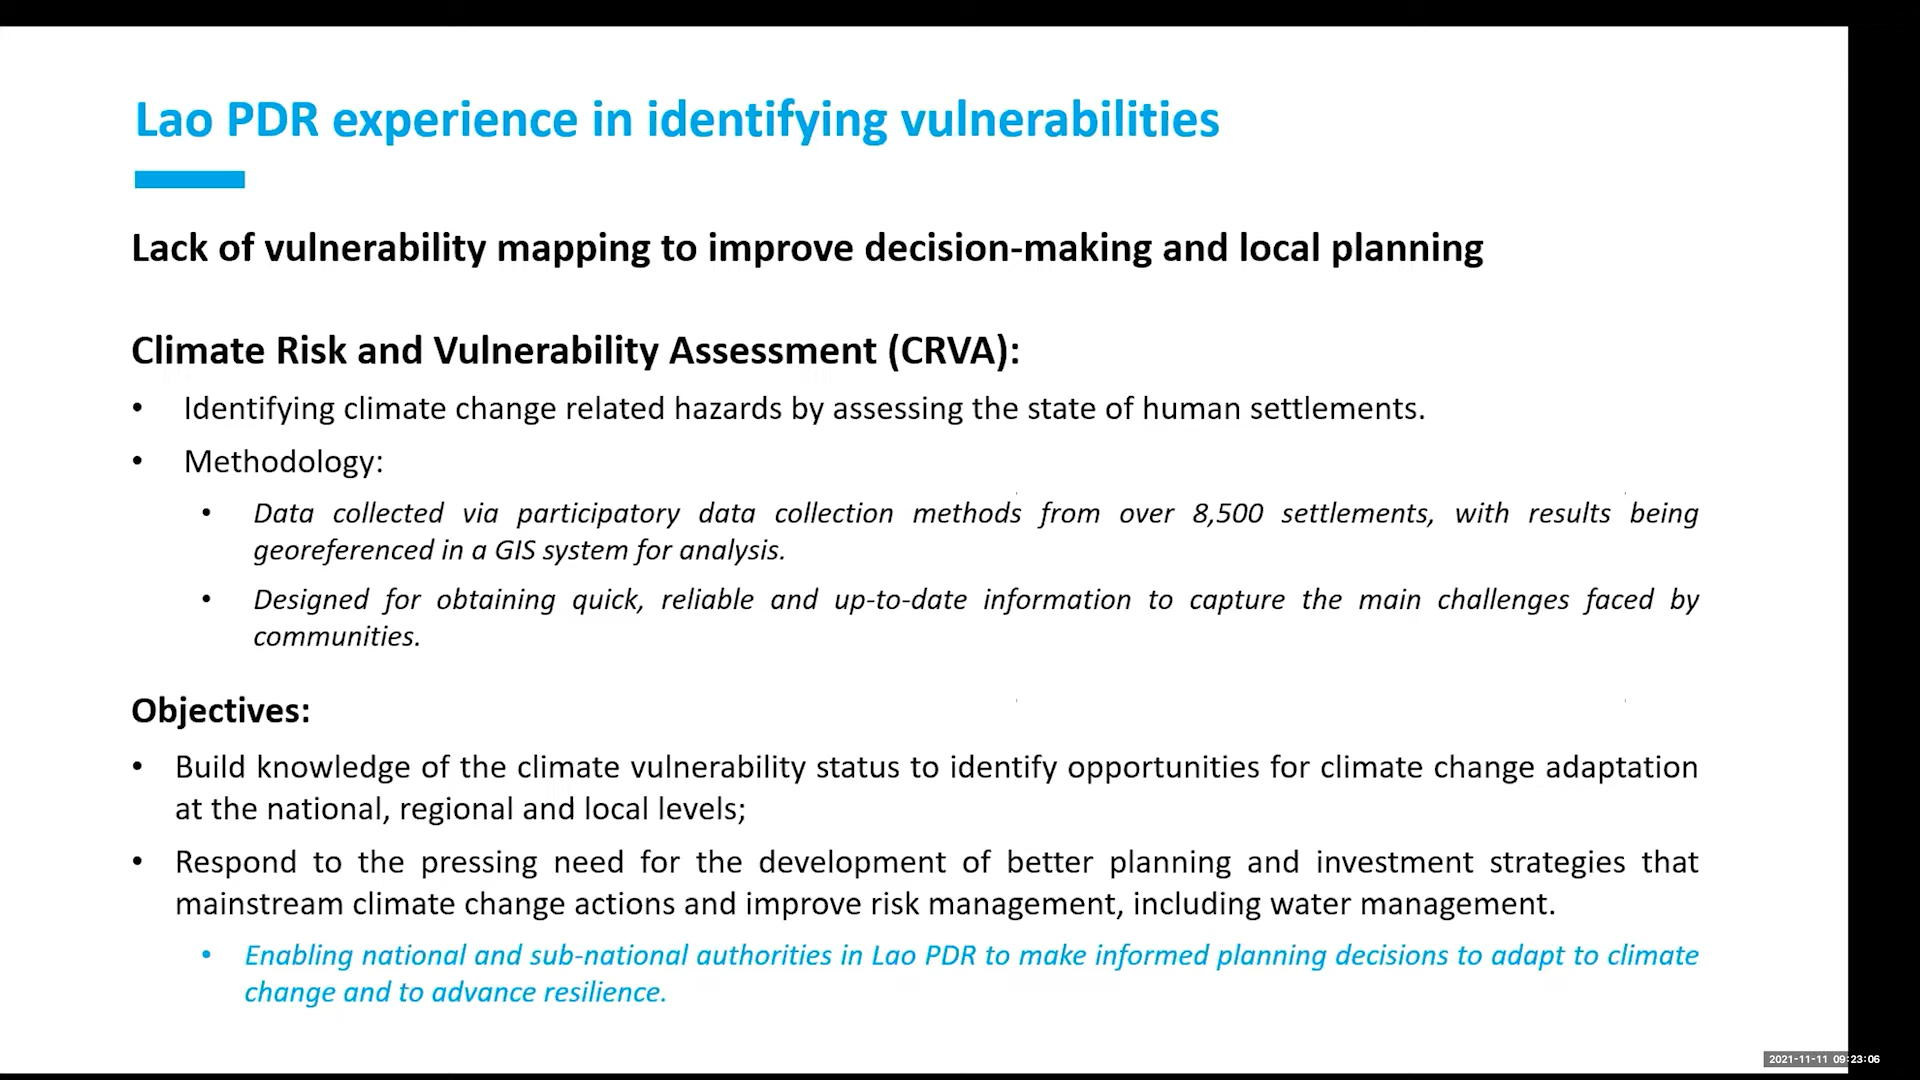 Lao PDR experience in identifying vulnerabilities
Lack of vulnerability mapping to improve decision-making and local planning
Climate Risk and Vulnerability Assessment (CRVA):
• Identifying climate change related hazards by assessing the state of human settlements.
• Methodology:
• Data collected via participatory data collection methods from over 8,500 settlements, with results being
georeferenced in a GIS system for analysis.
• Designed for obtaining quick, reliable and up-to-date information to capture the main challenges faced by
communities.
Objectives:
• Build knowledge of the climate vulnerability status to identify opportunities for climate change adaptation
at the national, regional and local levels;
• Respond to the pressing need for the development of better planning and investment strategies that
mainstream climate change actions and improve risk management, including water management.
• Enabling national and sub-national authorities in Lao PDR to make informed planning decisions to adapt to climate
change and to advance resilience.
2021-11-11 09:23:06